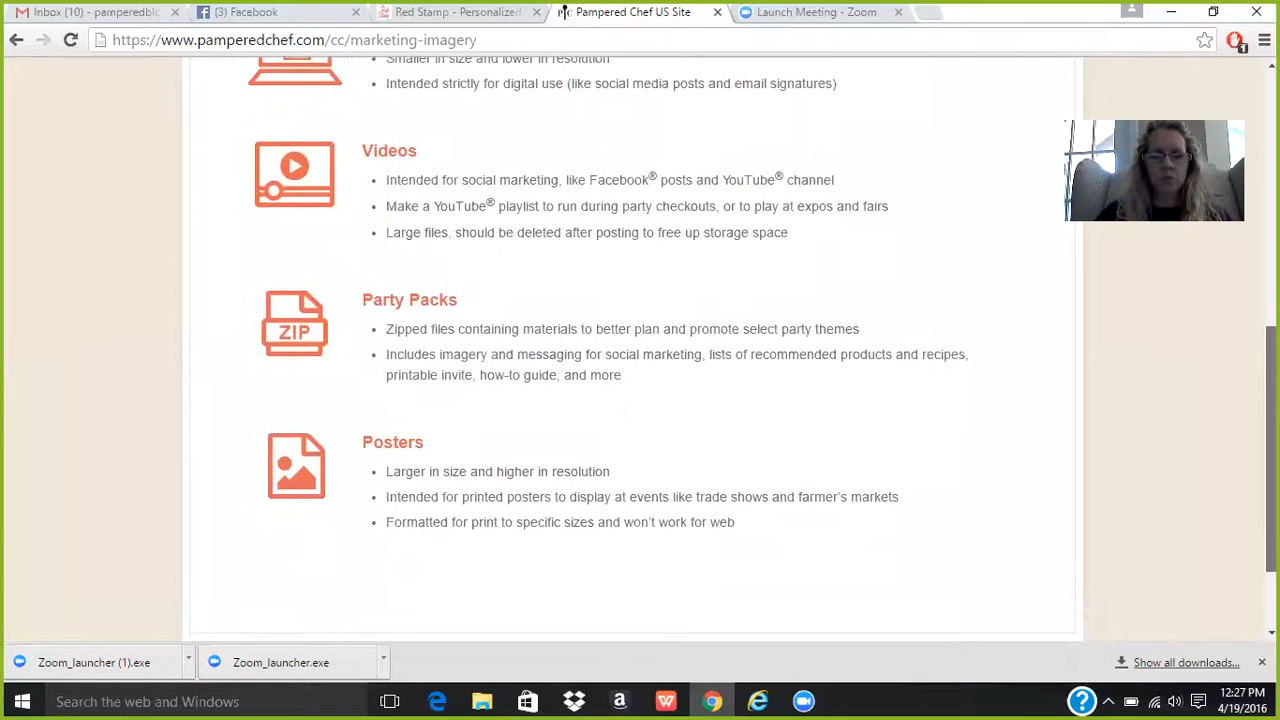 Inbox (10) - pamperedblc
(3) Facebook
Red Stamp - Personalized
Pampered Chef US Site
Launch Meeting - Zoom
https://www.pamperedchef.com/cc/marketing-imagery
Smaller in size and lower in resolution
Intended strictly for digital use (like social media posts and email signatures)
Videos
Intended for social marketing, like Facebook® posts and YouTube® channel
Make a YouTube® playlist to run during party checkouts, or to play at expos and fairs
Large files, should be deleted after posting to free up storage space
Party Packs
ZIP
Zipped files containing materials to better plan and promote select party themes
Includes imagery and messaging for social marketing, lists of recommended products and recipes,
printable invite, how-to guide, and more
Posters
Larger in size and higher in resolution
Intended for printed posters to display at events like trade shows and farmer's markets
Formatted for print to specific sizes and won't work for web
Zoom_launcher (1).exe
Zoom_launcher.exe
Show all downloads...
Search the web and Windows
12:27 PM
4/19/2016